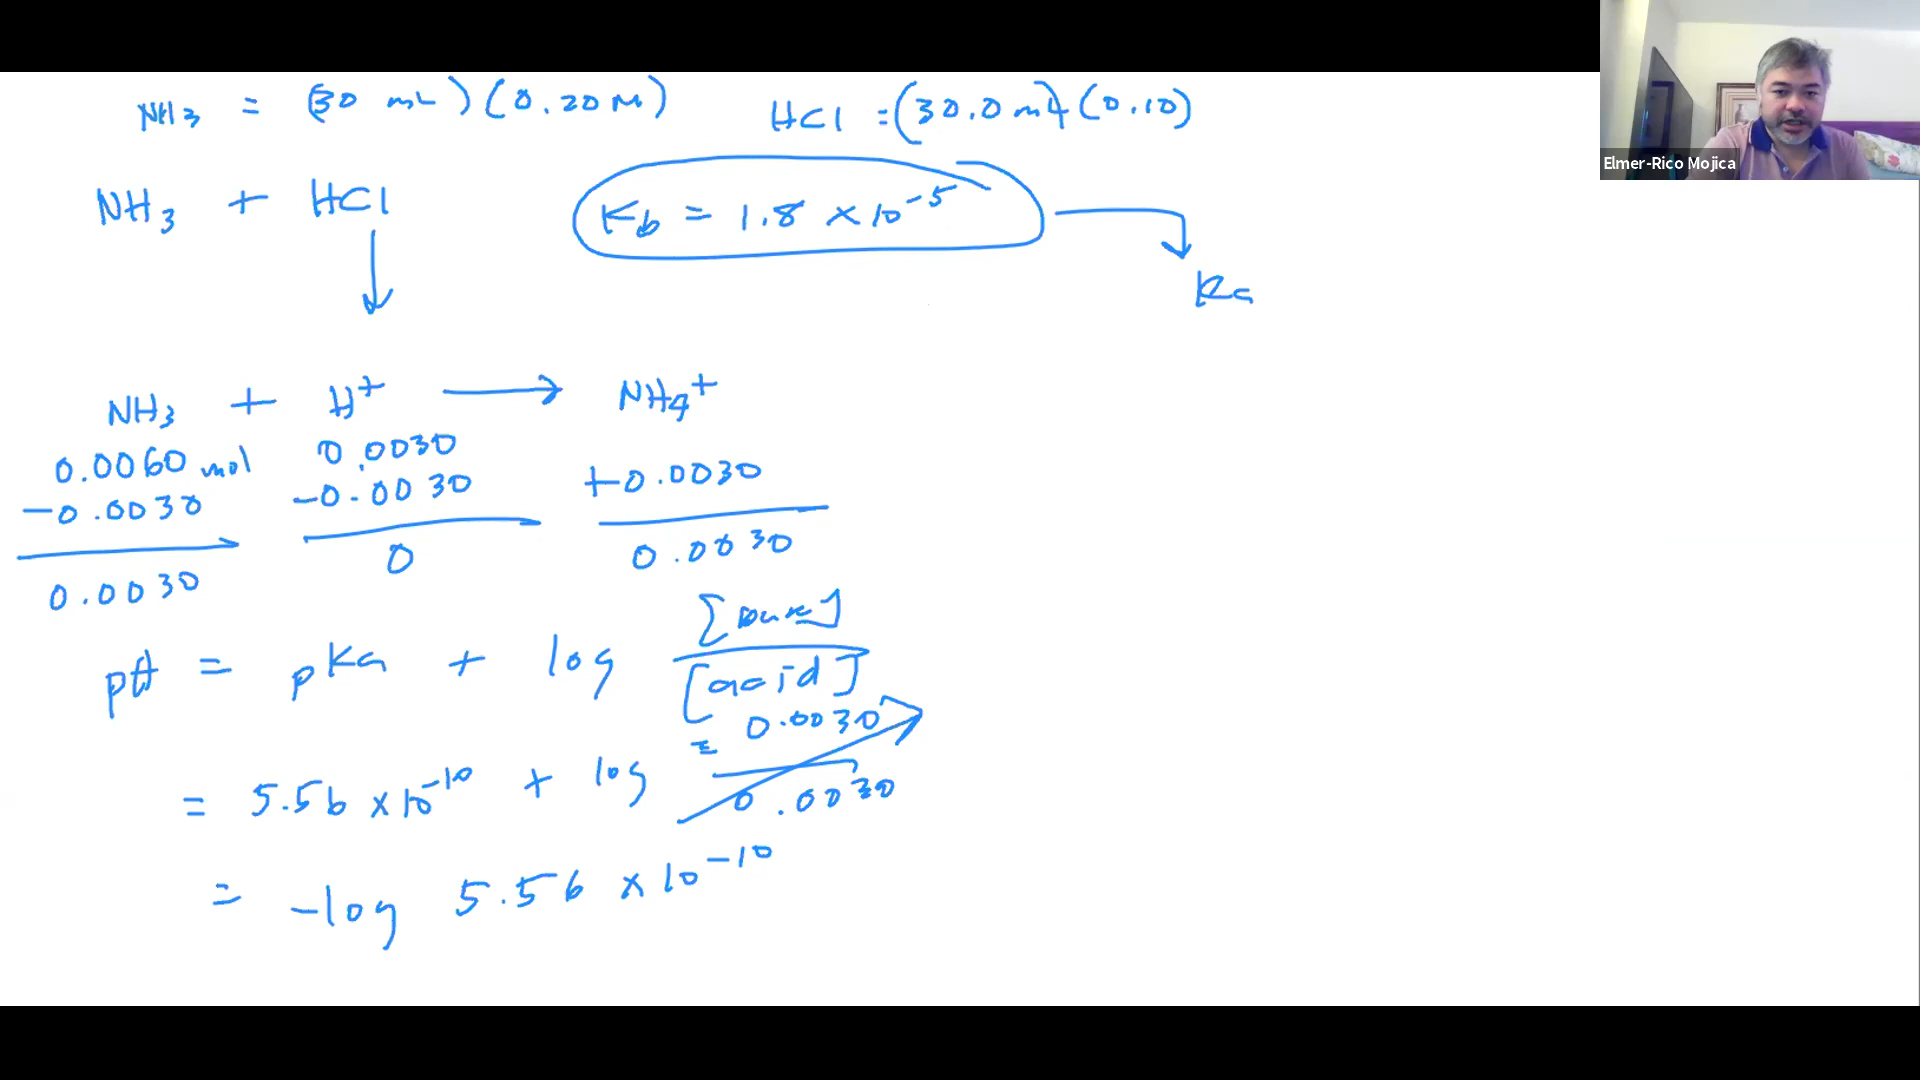 NH3 = (30 mL)(0.20M) HCl = (30.0 mL)(0.10)
Elmer-Rico Mojica
NH3 + HCl Kb = 1.8 x 10-5
Ka
NH3 + H+ → NH4+
0.0060 mol 0.0030
-0.0030 -0.0030 +0.0030
0.0030 0 0.0030
pH = pKa + log [base]
[acid]
= 5.56 x 10-10 + log = 0.0030
0.0030
= -log 5.56 x 10-10